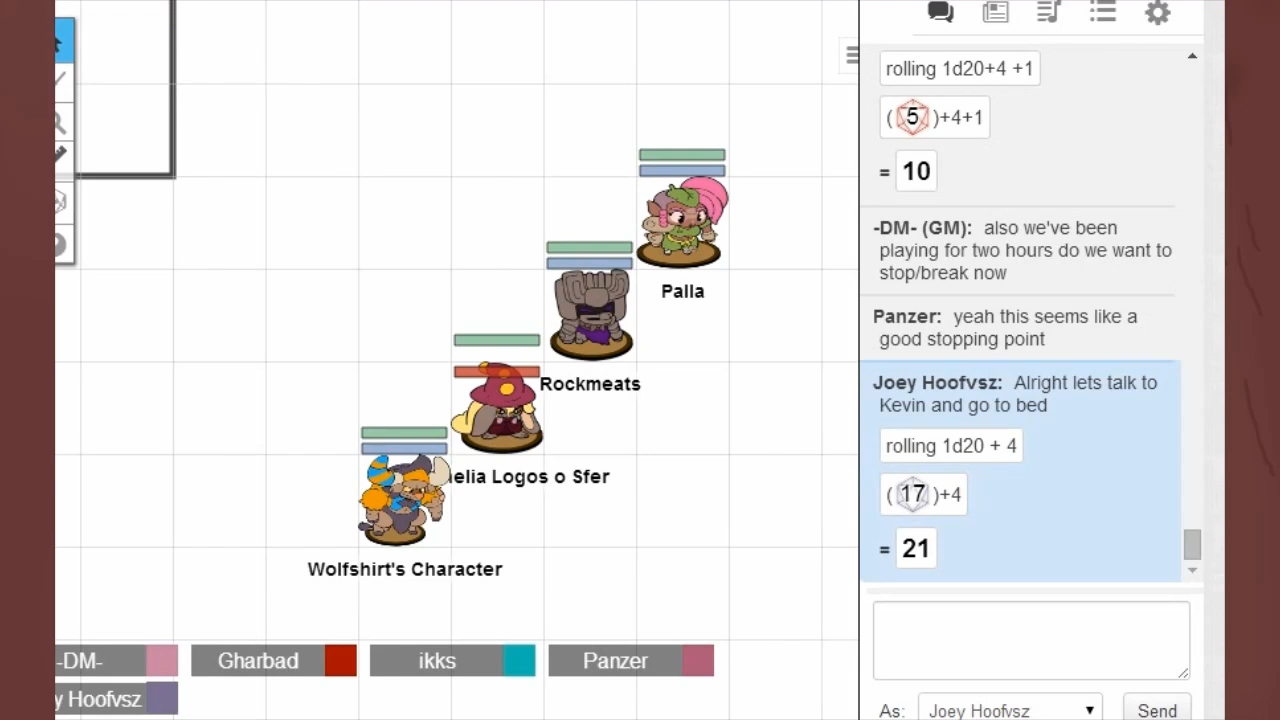 rolling 1d20+4 +1
(5)+4+1
= 10
-DM- (GM): also we've been
playing for two hours do we want to
stop/break now
Panzer: yeah this seems like a
good stopping point
Joey Hoofvsz: Alright lets talk to
Kevin and go to bed
rolling 1d20 + 4
(17)+4
= 21
Palla
Rockmeats
elia Logos o Sfer
Wolfshirt's Character
-DM-
Gharbad
ikks
Panzer
y Hoofvsz
As: Joey Hoofvsz
Send